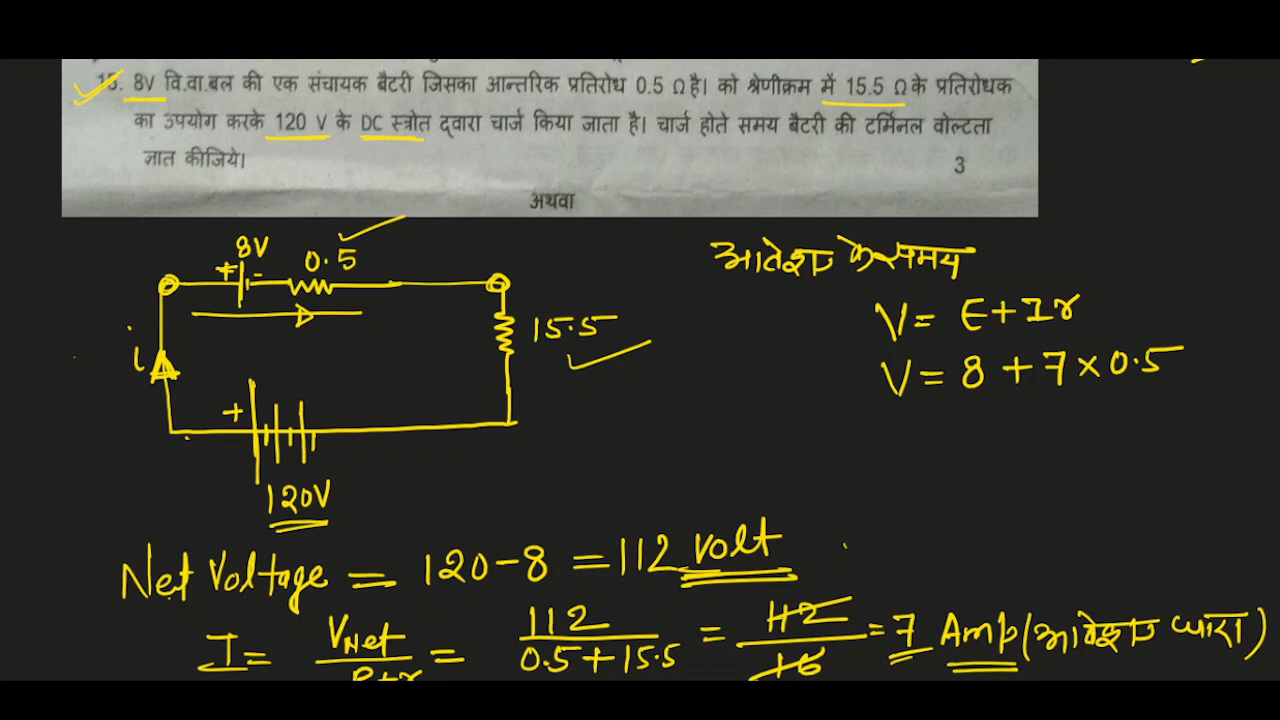 15. 8V वि.वा.बल की एक संचायक बैटरी जिसका आन्तरिक प्रतिरोध 0.5 Ω है। को श्रेणीक्रम में 15.5 Ω के प्रतिरोधक
का उपयोग करके 120 V के DC स्त्रोत द्वारा चार्ज किया जाता है। चार्ज होते समय बैटरी की टर्मिनल वोल्टता
ज्ञात कीजिये।
3
अथवा
8V
0.5
+
-
15.5
i
+
120V
के समय
V = E + Ir
V = 8 + 7 × 0.5
Net Voltage = 120 - 8 = 112 volt
I = VNet / R+r = 112 / 0.5 + 15.5 = 112 / 16 = 7 Amp (आवेशन धारा)